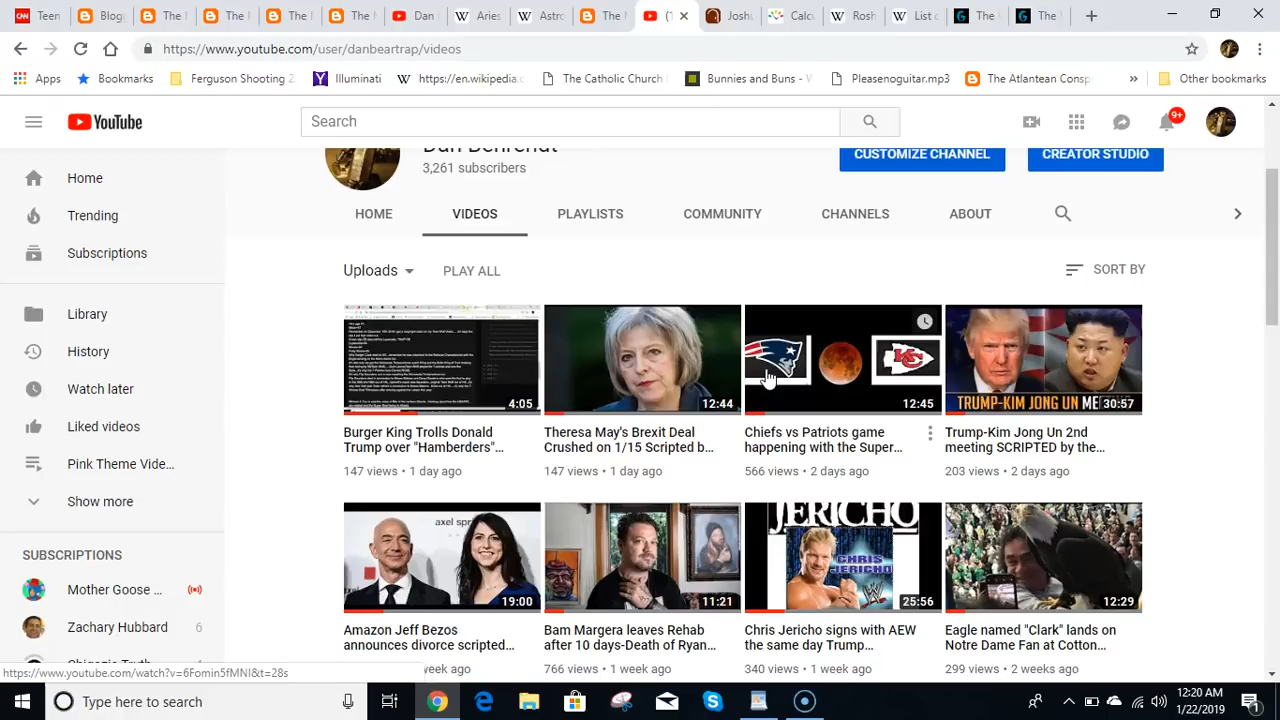 Teen
Blog
The I
The F
The F
The M
Dan
Aries
Astro
The M
(1
Joshu
Calcu
Rosh
List o
The V
The
https://www.youtube.com/user/danbeartrap/videos
Apps
Bookmarks
Ferguson Shooting 2
Illuminati
https://en.wikipedia.c
The Catholic Church
Bunnies and Buns - W
Pleasenoguitar.mp3
The Atlantean Consp
»
Other bookmarks
YouTube
Search
9+
3,261 subscribers
CUSTOMIZE CHANNEL
CREATOR STUDIO
HOME
VIDEOS
PLAYLISTS
COMMUNITY
CHANNELS
ABOUT
Home
Trending
Subscriptions
Library
History
Watch later
Liked videos
Pink Theme Vide...
Show more
SUBSCRIPTIONS
Mother Goose ...
Zachary Hubbard 6
Uploads
PLAY ALL
SORT BY
4:05
12:44
12:45
TRUMP-KIM JONG UN ME
30:57
Burger King Trolls Donald
Trump over "Hamberders"...
147 views • 1 day ago
Theresa May's Brexit Deal
Crushed on 1/15 Scripted b...
147 views • 1 day ago
Chiefs vs Patriots game
happening with the Super...
566 views • 2 days ago
Trump-Kim Jong Un 2nd
meeting SCRIPTED by the...
203 views • 2 days ago
axel spr
19:00
11:21
JERICHO
CHRIS
JERICHO
25:56
12:29
Amazon Jeff Bezos
announces divorce scripted...
week ago
Bam Margera leaves Rehab
after 10 days-Death of Ryan...
766 views • 1 week ago
Chris Jericho signs with AEW
the same day Trump...
340 views • 1 week ago
Eagle named "Clark" lands on
Notre Dame Fan at Cotton...
299 views • 2 weeks ago
https://www.youtube.com/watch?v=6Fomin5fMNI&t=28s
Type here to search
12:20 AM
1/22/2019
1